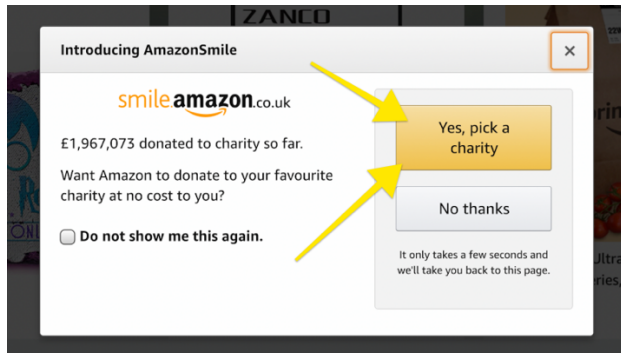 ZANCO
Introducing AmazonSmile
×
smile.amazon.co.uk
£1,967,073 donated to charity so far.
Want Amazon to donate to your favourite
charity at no cost to you?
Do not show me this again.
Yes, pick a
charity
No thanks
It only takes a few seconds and
we'll take you back to this page.
ONL
Ultra